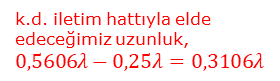 k.d. iletim hattıyla elde
edeceğimiz uzunluk,
0,5606λ − 0,25λ = 0,3106λ